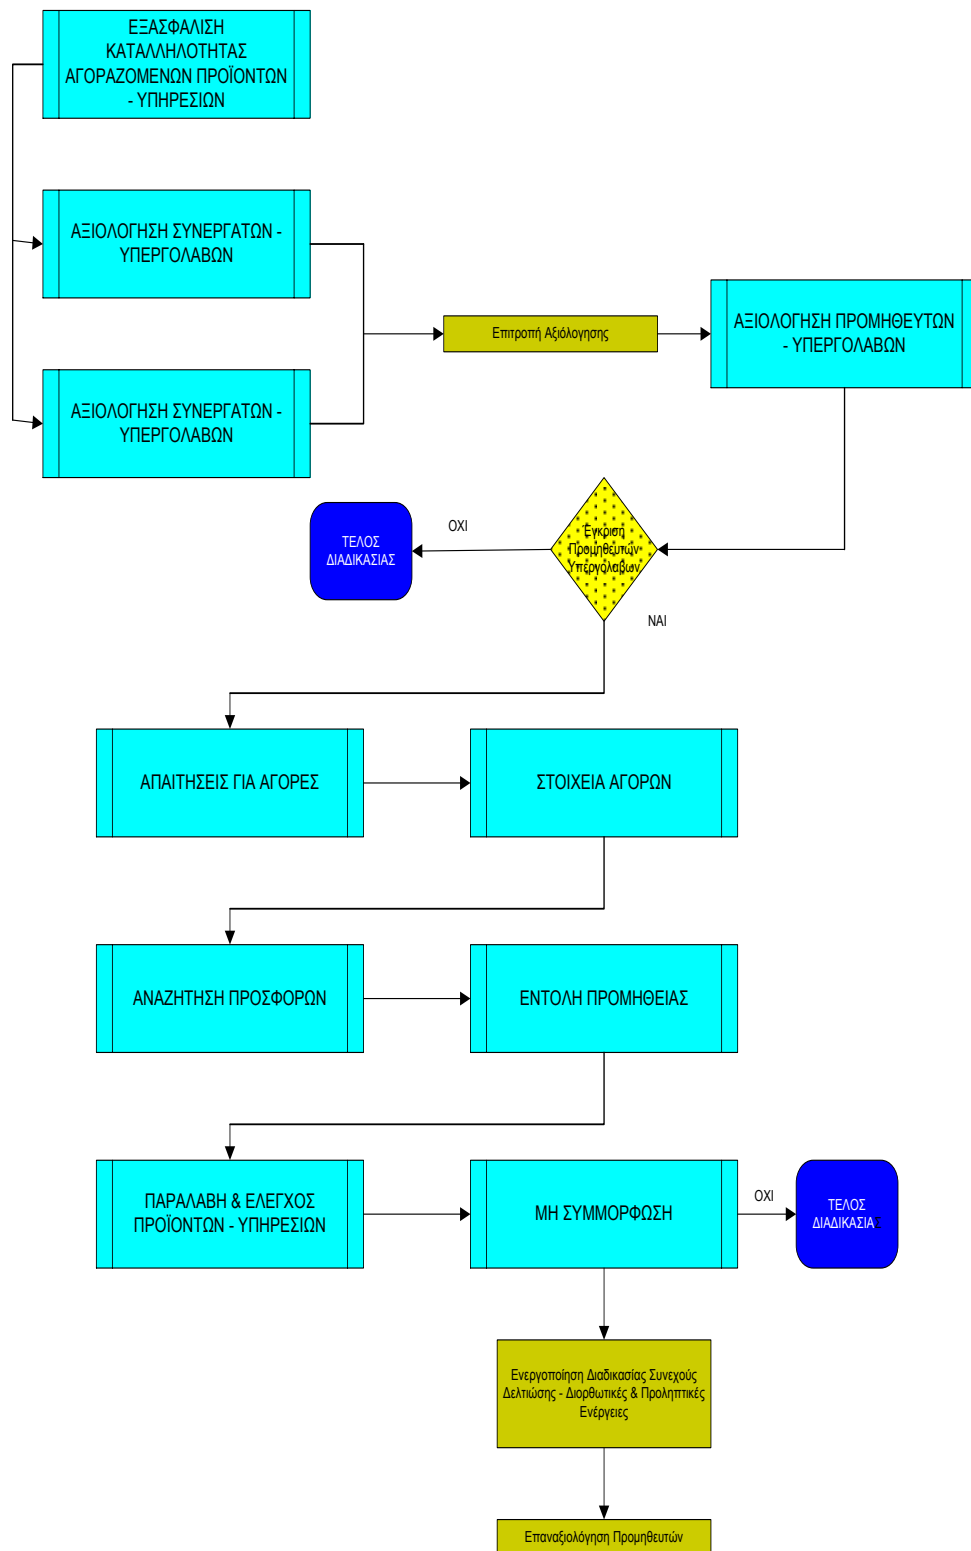 ΕΞΑΣΦΑΛΙΣΗ
ΚΑΤΑΛΛΗΛΟΤΗΤΑΣ
ΑΓΟΡΑΖΟΜΕΝΩΝ ΠΡΟΪΟΝΤΩΝ
- ΥΠΗΡΕΣΙΩΝ
ΑΞΙΟΛΟΓΗΣΗ ΣΥΝΕΡΓΑΤΩΝ -
ΥΠΕΡΓΟΛΑΒΩΝ
Επιτροπή Αξιόλογησης
ΑΞΙΟΛΟΓΗΣΗ ΠΡΟΜΗΘΕΥΤΩΝ
- ΥΠΕΡΓΟΛΑΒΩΝ
ΑΞΙΟΛΟΓΗΣΗ ΣΥΝΕΡΓΑΤΩΝ -
ΥΠΕΡΓΟΛΑΒΩΝ
Έγκριση
Προμηθευτών
Υπεργολαβων
ΟΧΙ
ΤΕΛΟΣ
ΔΙΑΔΙΚΑΣΙΑΣ
ΝΑΙ
ΑΠΑΙΤΗΣΕΙΣ ΓΙΑ ΑΓΟΡΕΣ
ΣΤΟΙΧΕΙΑ ΑΓΟΡΩΝ
ΑΝΑΖΗΤΗΣΗ ΠΡΟΣΦΟΡΩΝ
ΕΝΤΟΛΗ ΠΡΟΜΗΘΕΙΑΣ
ΠΑΡΑΛΑΒΗ & ΕΛΕΓΧΟΣ
ΠΡΟΪΟΝΤΩΝ - ΥΠΗΡΕΣΙΩΝ
ΜΗ ΣΥΜΜΟΡΦΩΣΗ
ΟΧΙ
ΤΕΛΟΣ
ΔΙΑΔΙΚΑΣΙΑΣ
Ενεργοποίηση Διαδικασίας Συνεχούς
Δελτιώσης - Διορθωτικές & Προληπτικές
Ενέργειες
Επαναξιολόγηση Προμηθευτών